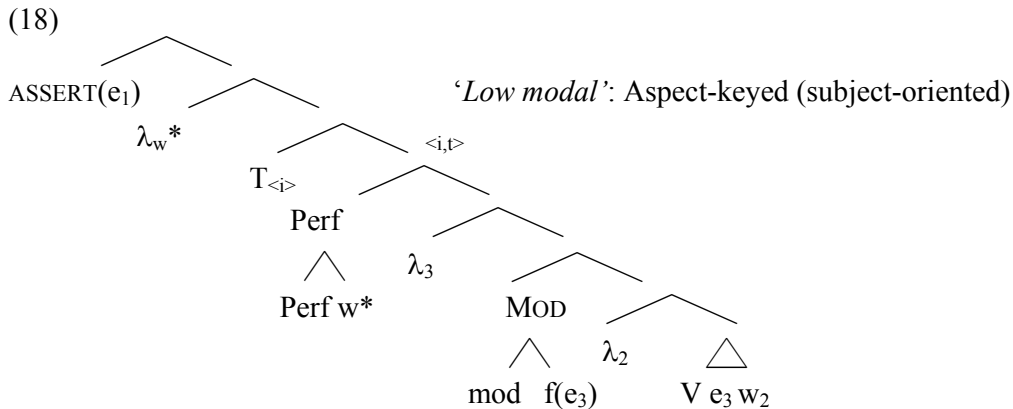 (18)
ASSERT(e₁) 'Low modal': Aspect-keyed (subject-oriented)
λw*
T<i> <i,t>
Perf
λ₃
Perf w* MOD
λ₂
mod f(e₃) V e₃ w₂